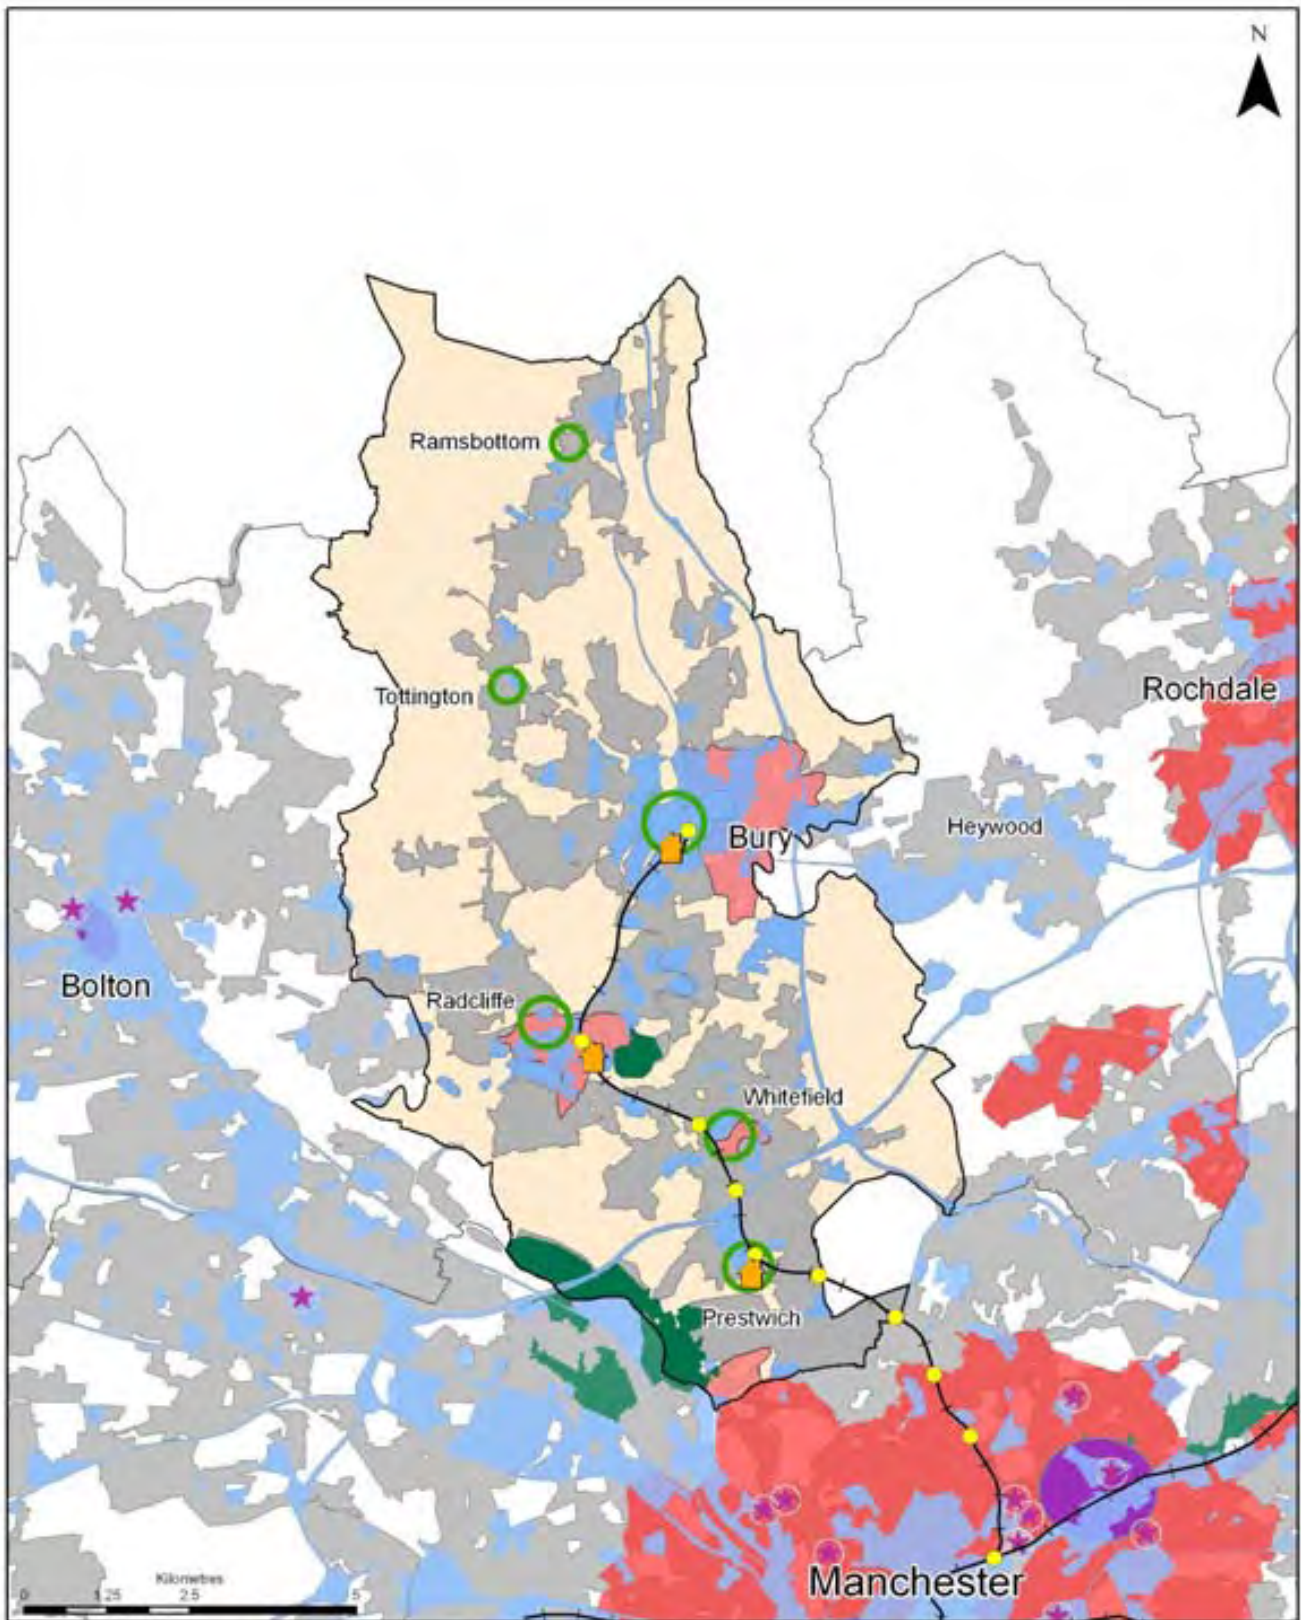 N
Ramsbottom
Tottington
Rochdale
Bury
Heywood
Bolton
Radcliffe
Whitefield
Prestwich
Manchester
Kilometres
0 1.25 2.5 5